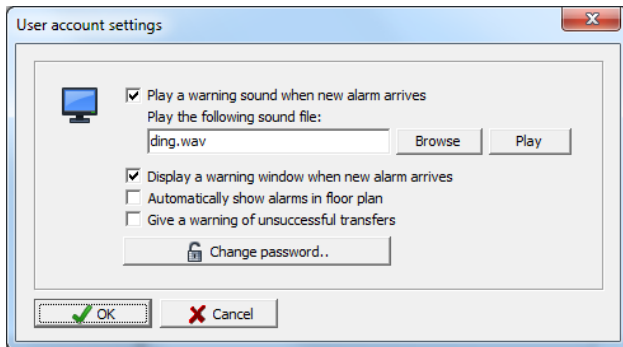 User account settings
Play a warning sound when new alarm arrives
Play the following sound file:
ding.wav Browse Play
Display a warning window when new alarm arrives
Automatically show alarms in floor plan
Give a warning of unsuccessful transfers
Change password..
OK Cancel